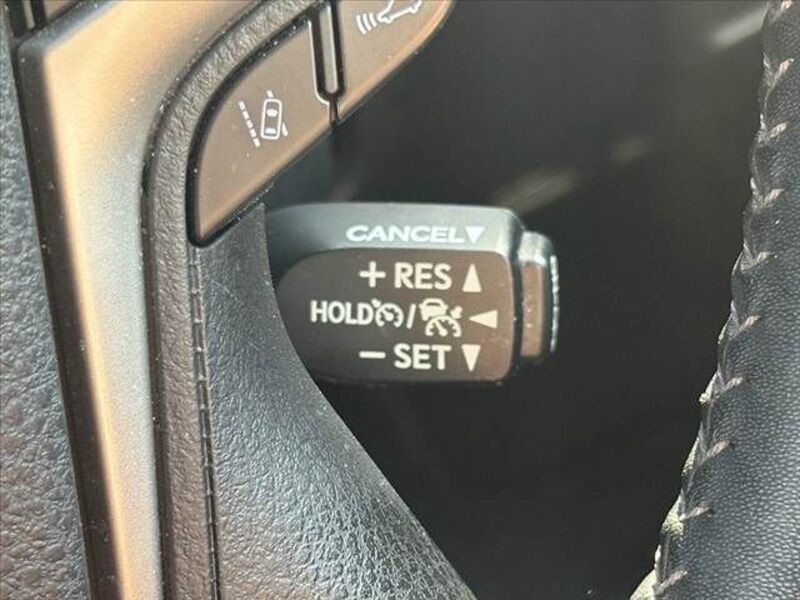 CANCEL▼
+ RES ▲
HOLD / ◀
− SET ▼